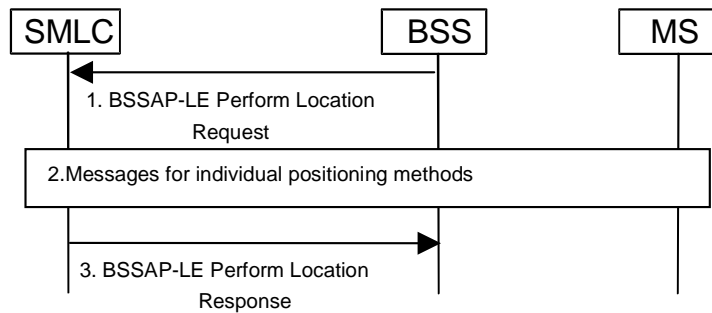 SMLC
BSS
MS
1. BSSAP-LE Perform Location
Request
2.Messages for individual positioning methods
3. BSSAP-LE Perform Location
Response